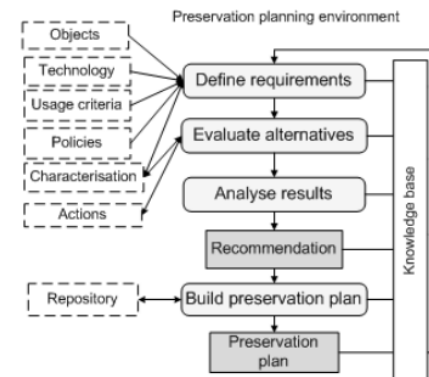 Preservation planning environment
Objects
Technology
Usage criteria
Policies
Characterisation
Actions
Repository
Define requirements
Evaluate alternatives
Analyse results
Recommendation
Build preservation plan
Preservation
plan
Knowledge base